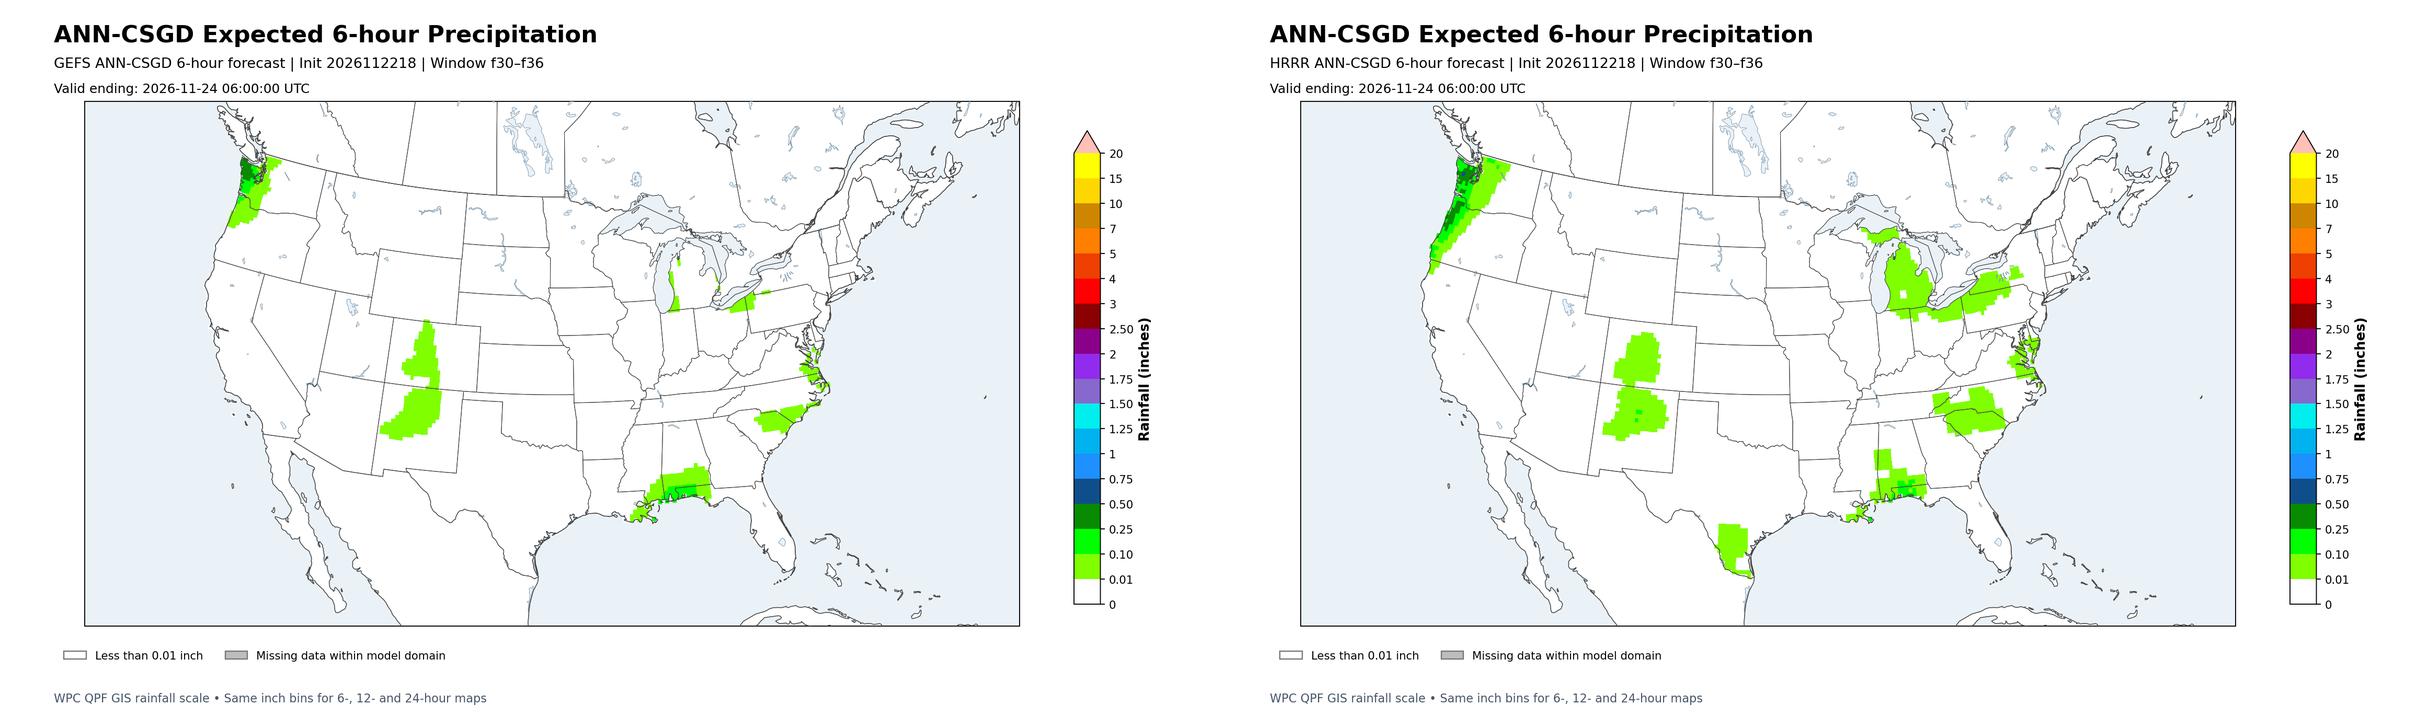 ANN-CSGD Expected 6-hour Precipitation
GEFS ANN-CSGD 6-hour forecast | Init 2026112218 | Window f30–f36
Valid ending: 2026-11-24 06:00:00 UTC
20
15
10
7
5
4
3
2.50
2
1.75
1.50
1.25
1
0.75
0.50
0.25
0.10
0.01
0
Rainfall (inches)
Less than 0.01 inch
Missing data within model domain
WPC QPF GIS rainfall scale • Same inch bins for 6-, 12- and 24-hour maps
ANN-CSGD Expected 6-hour Precipitation
HRRR ANN-CSGD 6-hour forecast | Init 2026112218 | Window f30–f36
Valid ending: 2026-11-24 06:00:00 UTC
20
15
10
7
5
4
3
2.50
2
1.75
1.50
1.25
1
0.75
0.50
0.25
0.10
0.01
0
Rainfall (inches)
Less than 0.01 inch
Missing data within model domain
WPC QPF GIS rainfall scale • Same inch bins for 6-, 12- and 24-hour maps